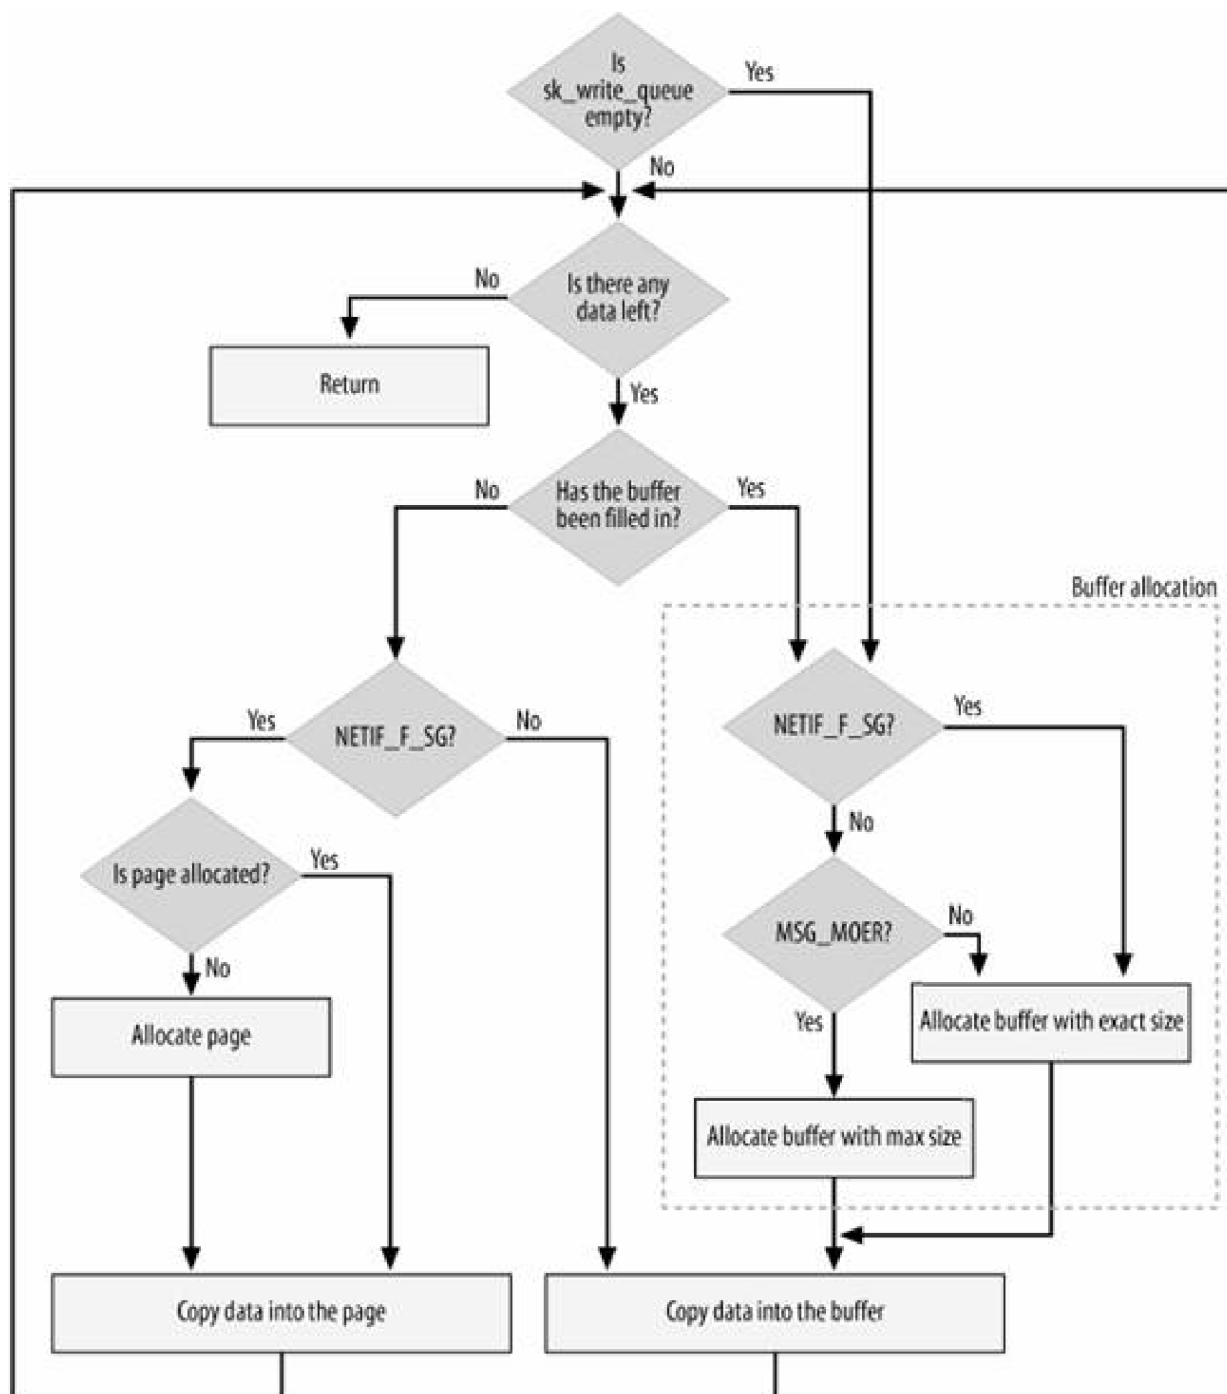 Is
sk_write_queue
empty?
Yes
No
Is there any
data left?
No
Return
Yes
Has the buffer
been filled in?
No
Yes
Buffer allocation
NETIF_F_SG?
Yes
No
NETIF_F_SG?
Yes
No
Is page allocated?
Yes
No
MSG_MOER?
No
Yes
Allocate page
Allocate buffer with exact size
Allocate buffer with max size
Copy data into the page
Copy data into the buffer